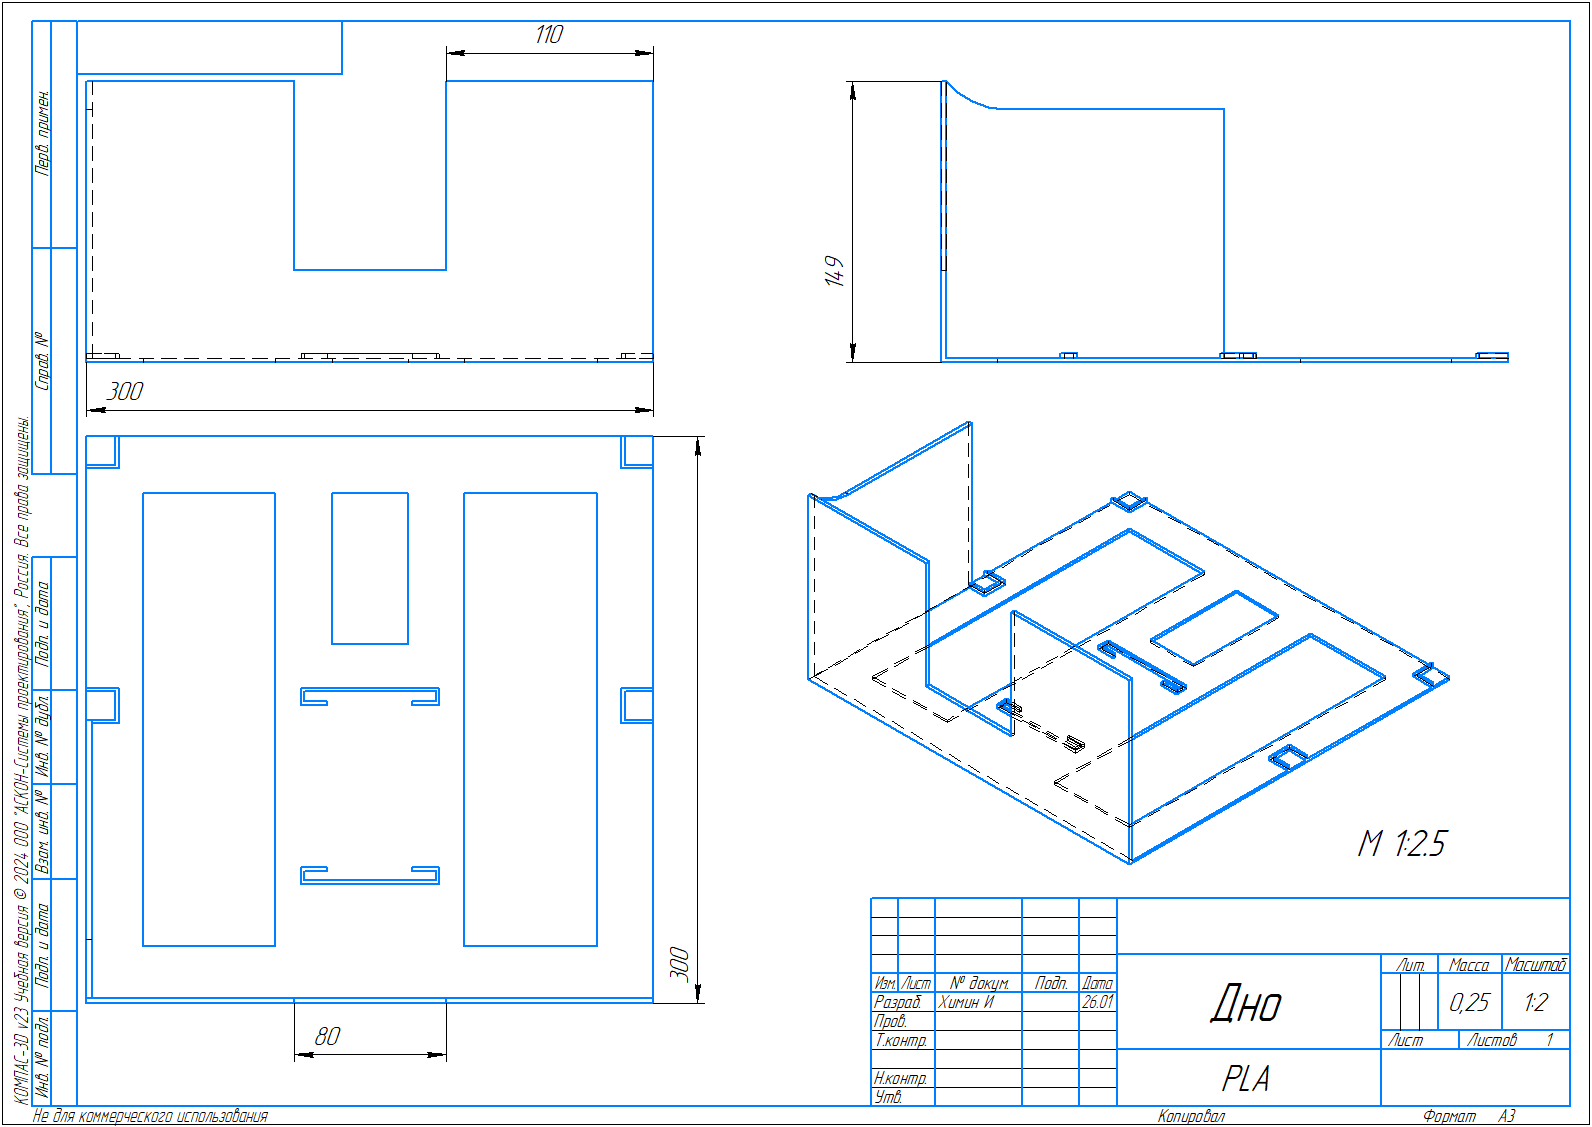 110
149
300
300
80
М 1:2.5
Перв. примен.
Справ. №
Подп. и дата
Инв. № дубл.
Взам. инв. №
Подп. и дата
Инв. № подл.
КОМПАС-3D v23 Учебная версия © 2024 ООО "АСКОН-Системы проектирования", Россия. Все права защищены.
Изм. Лист № докум. Подп. Дата
Разраб. Химин И 26.01
Пров.
Т.контр.
Н.контр.
Утв.
Дно
PLA
Лит. Масса Масштаб
0,25 1:2
Лист Листов 1
Не для коммерческого использования
Копировал
Формат А3